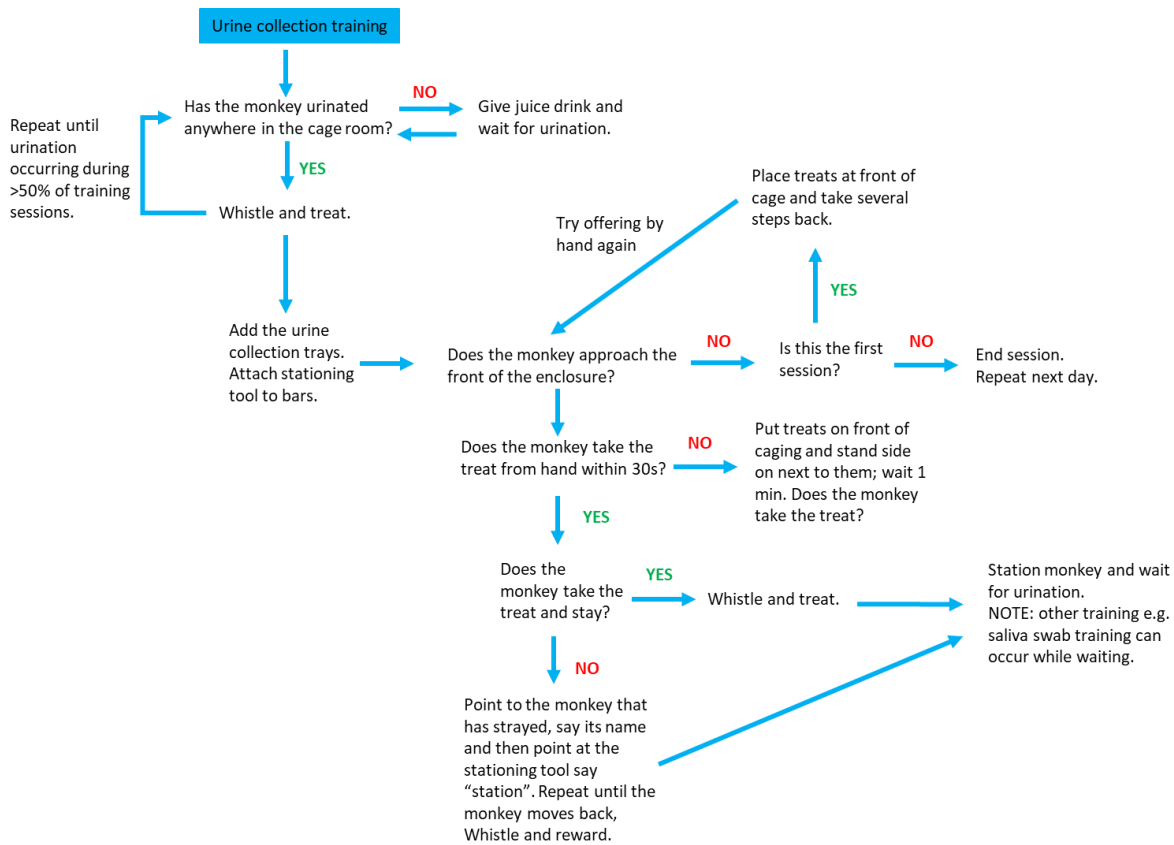 Urine collection training
Has the monkey urinated
anywhere in the cage room?
NO
Give juice drink and
wait for urination.
Repeat until
urination
occurring during
>50% of training
sessions.
YES
Whistle and treat.
Place treats at front of
cage and take several
steps back.
Try offering by
hand again
YES
Add the urine
collection trays.
Attach stationing
tool to bars.
Does the monkey approach the
front of the enclosure?
NO
Is this the first
session?
NO
End session.
Repeat next day.
Does the monkey take the
treat from hand within 30s?
NO
Put treats on front of
caging and stand side
on next to them; wait 1
min. Does the monkey
take the treat?
YES
Does the
monkey take the
treat and stay?
YES
Whistle and treat.
Station monkey and wait
for urination.
NOTE: other training e.g.
saliva swab training can
occur while waiting.
NO
Point to the monkey that
has strayed, say its name
and then point at the
stationing tool say
“station”. Repeat until the
monkey moves back,
Whistle and reward.